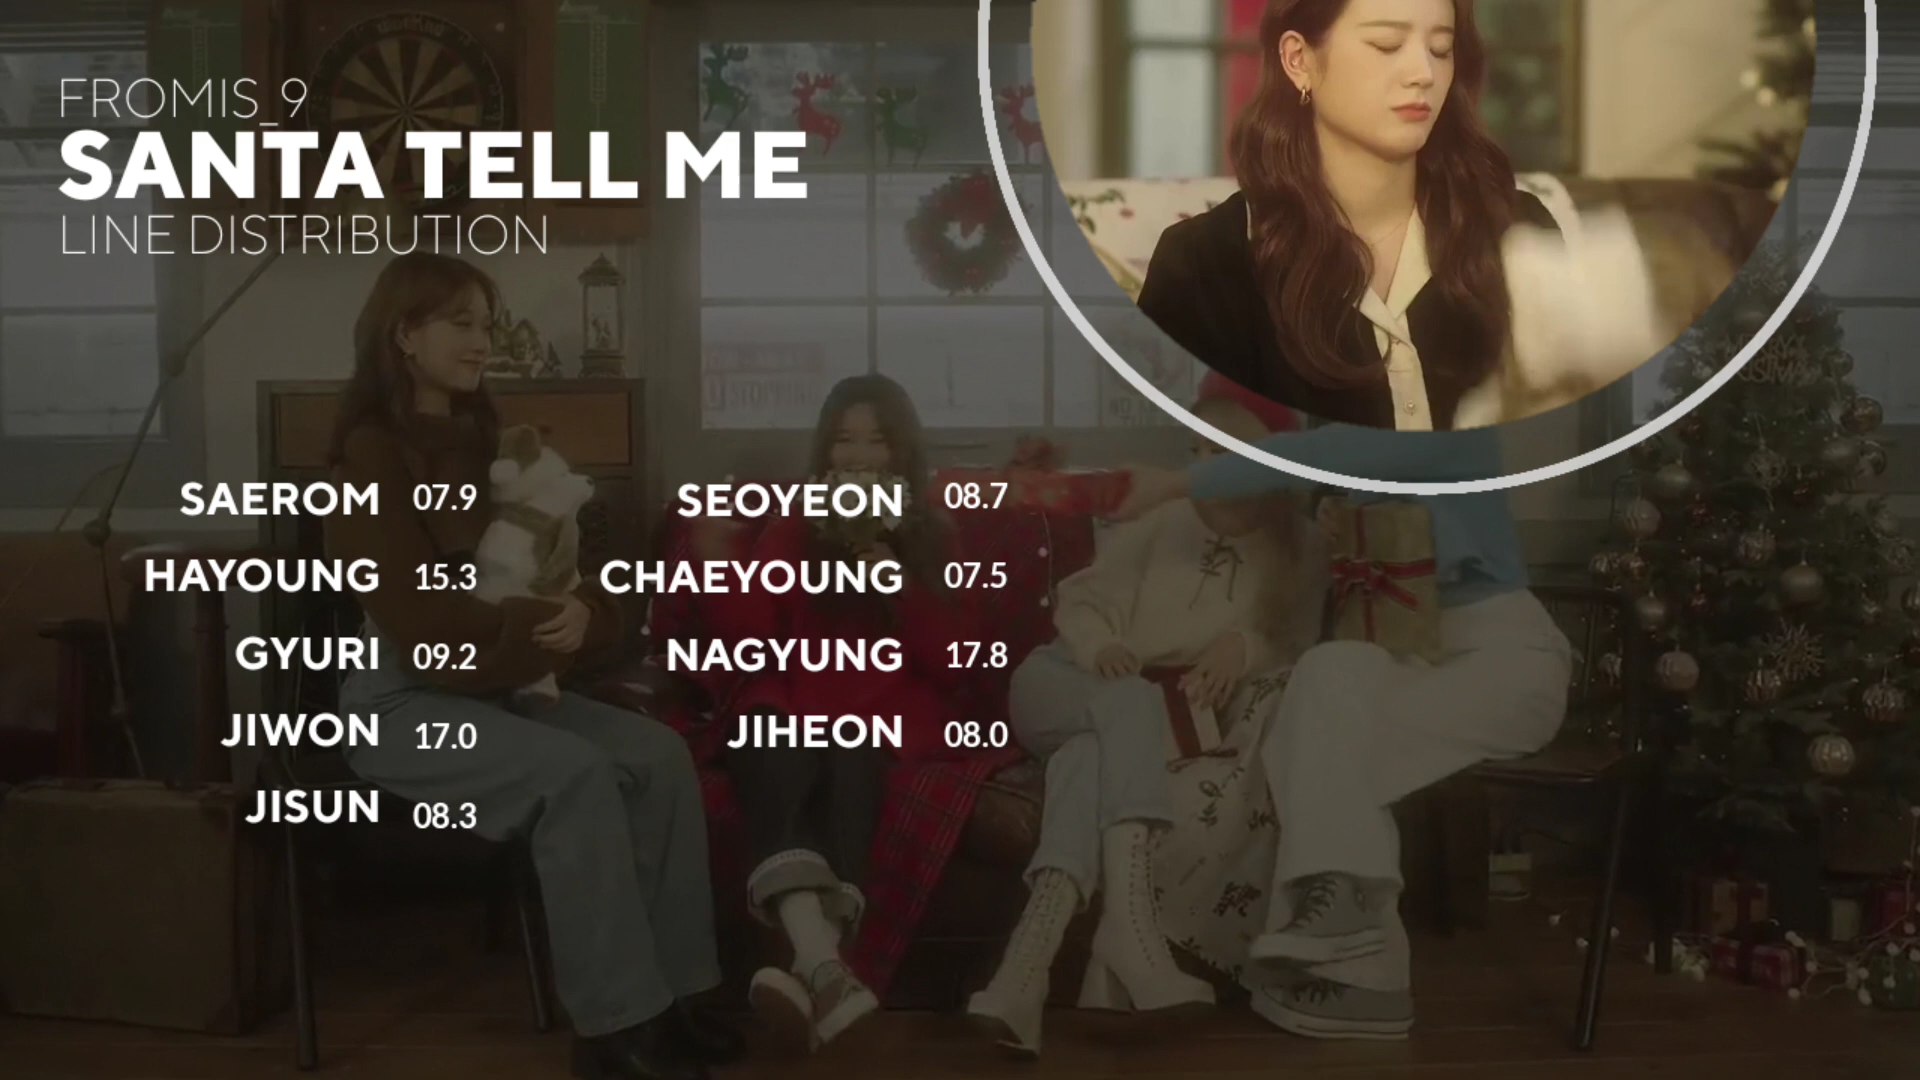 FROMIS_9
SANTA TELL ME
LINE DISTRIBUTION
SAEROM 07.9
HAYOUNG 15.3
GYURI 09.2
JIWON 17.0
JISUN 08.3
SEOYEON 08.7
CHAEYOUNG 07.5
NAGYUNG 17.8
JIHEON 08.0